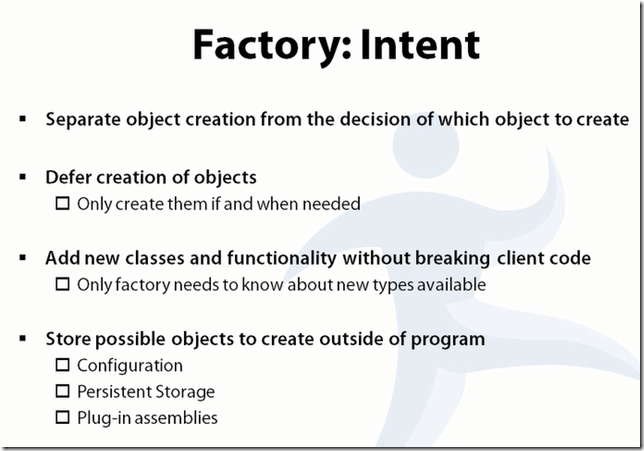 Factory: Intent
▪ Separate object creation from the decision of which object to create
▪ Defer creation of objects
☐ Only create them if and when needed
▪ Add new classes and functionality without breaking client code
☐ Only factory needs to know about new types available
▪ Store possible objects to create outside of program
☐ Configuration
☐ Persistent Storage
☐ Plug-in assemblies